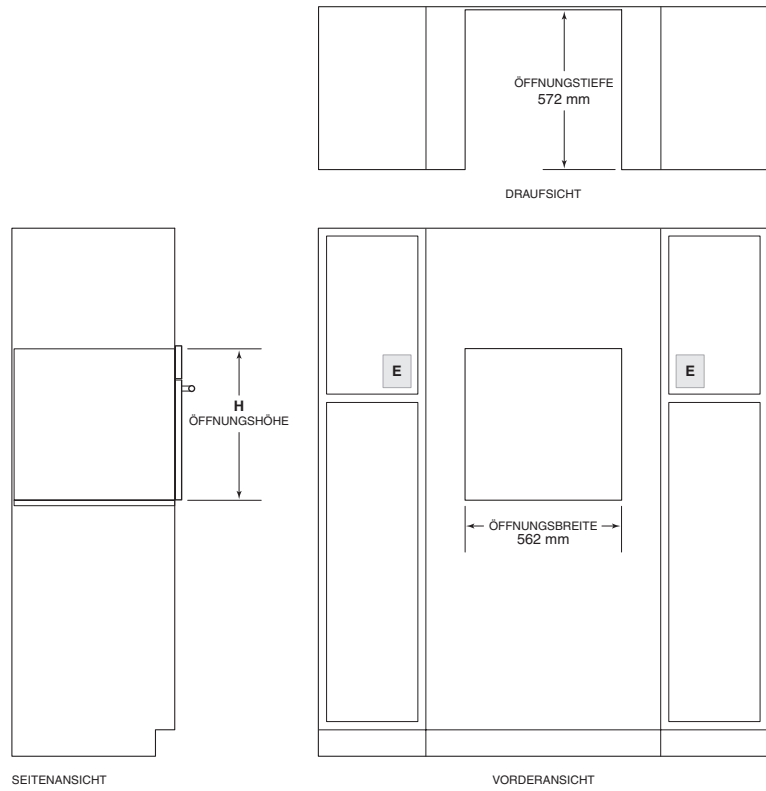 ÖFFNUNGSTIEFE
572 mm
DRAUFSICHT
E
E
H
ÖFFNUNGSHÖHE
ÖFFNUNGSBREITE
562 mm
SEITENANSICHT
VORDERANSICHT